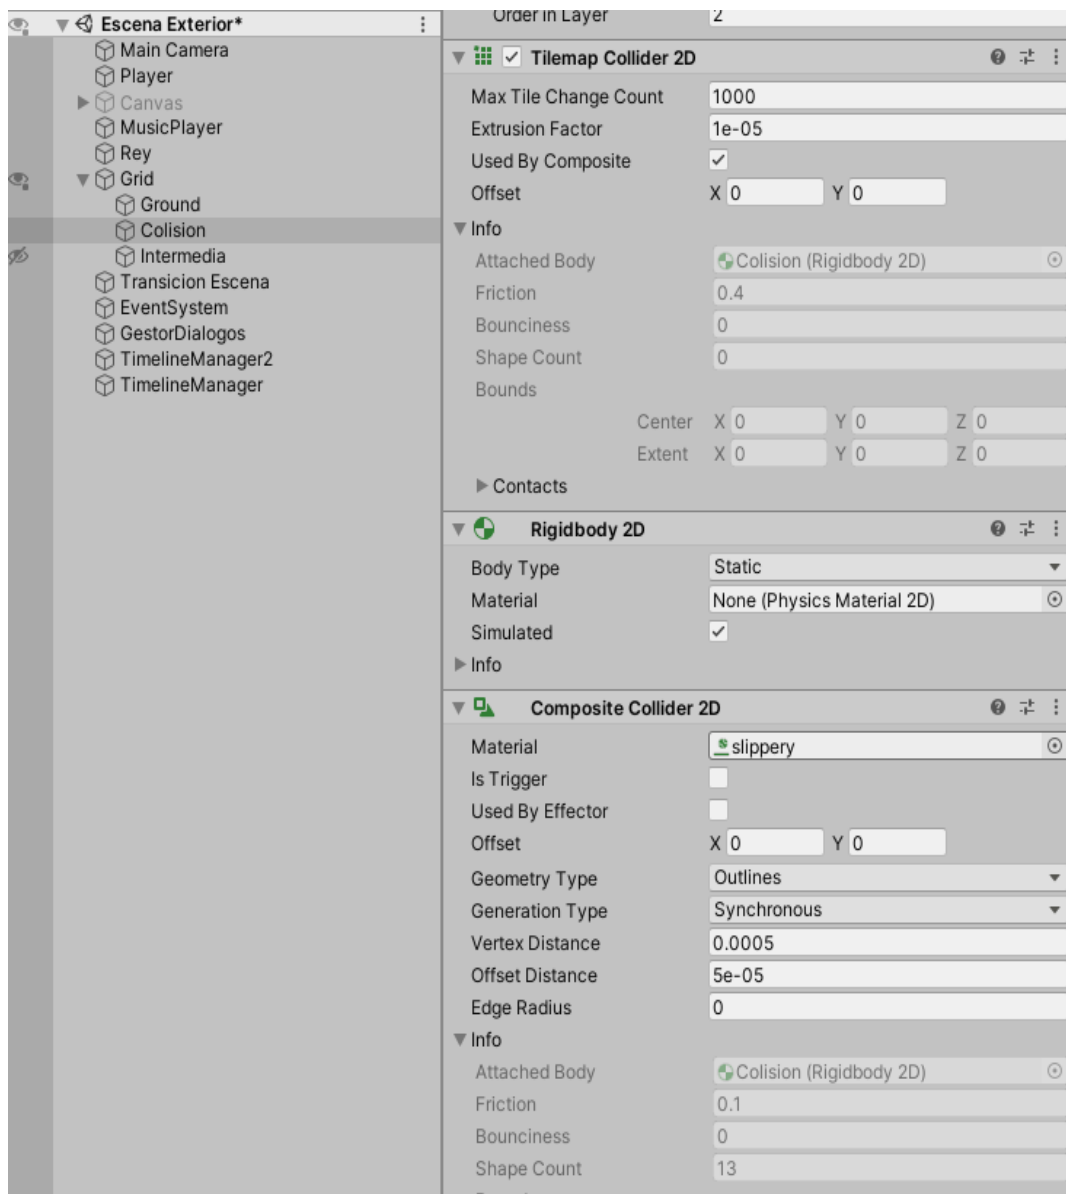 Escena Exterior*
Main Camera
Player
Canvas
MusicPlayer
Rey
Grid
Ground
Colision
Intermedia
Transicion Escena
EventSystem
GestorDialogos
TimelineManager2
TimelineManager
Order in Layer 2
Tilemap Collider 2D
Max Tile Change Count 1000
Extrusion Factor 1e-05
Used By Composite
Offset X 0 Y 0
Info
Attached Body Colision (Rigidbody 2D)
Friction 0.4
Bounciness 0
Shape Count 0
Bounds
Center X 0 Y 0 Z 0
Extent X 0 Y 0 Z 0
Contacts
Rigidbody 2D
Body Type Static
Material None (Physics Material 2D)
Simulated
Info
Composite Collider 2D
Material slippery
Is Trigger
Used By Effector
Offset X 0 Y 0
Geometry Type Outlines
Generation Type Synchronous
Vertex Distance 0.0005
Offset Distance 5e-05
Edge Radius 0
Info
Attached Body Colision (Rigidbody 2D)
Friction 0.1
Bounciness 0
Shape Count 13